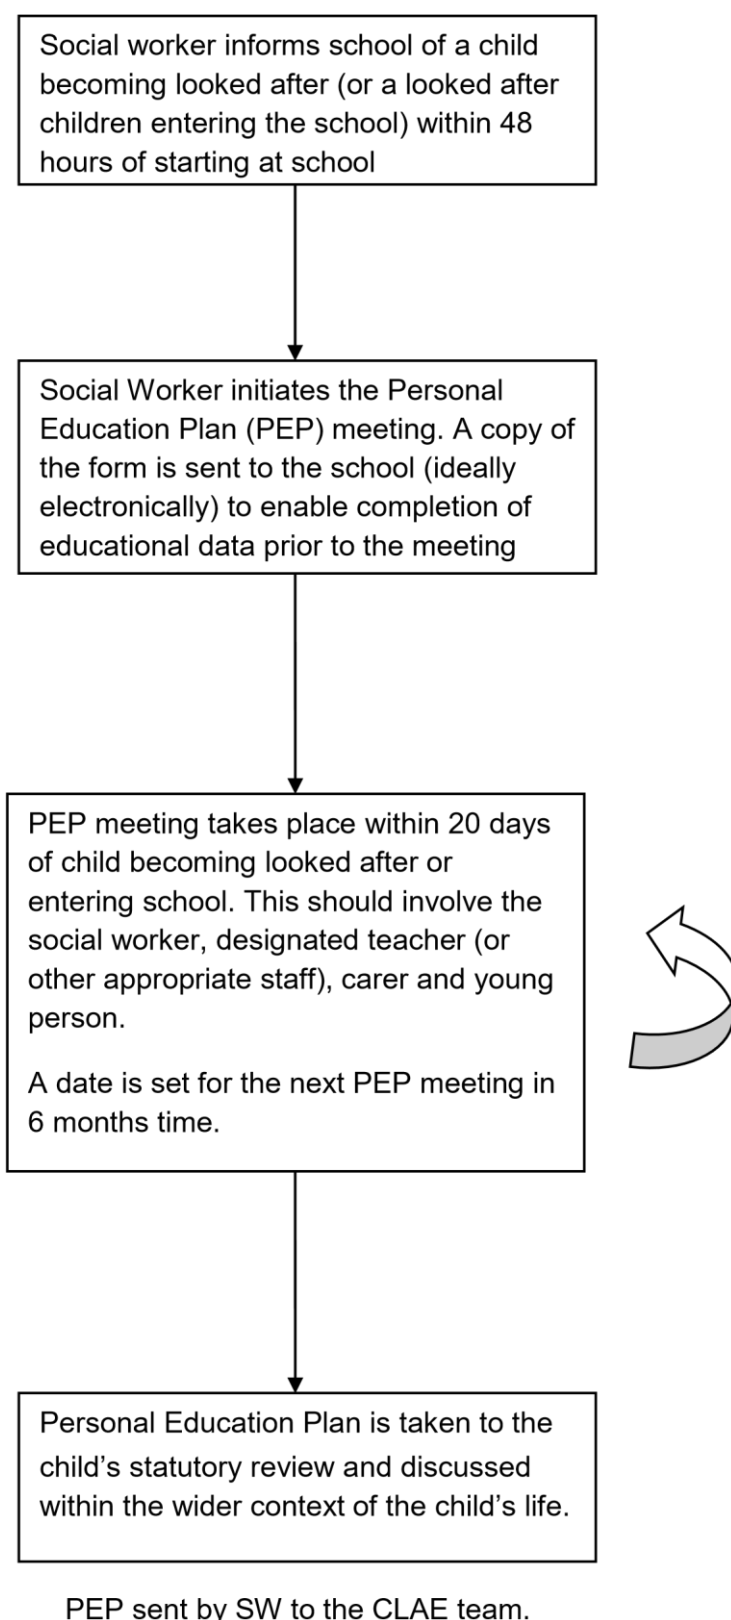 Social worker informs school of a child
becoming looked after (or a looked after
children entering the school) within 48
hours of starting at school
Social Worker initiates the Personal
Education Plan (PEP) meeting. A copy of
the form is sent to the school (ideally
electronically) to enable completion of
educational data prior to the meeting
PEP meeting takes place within 20 days
of child becoming looked after or
entering school. This should involve the
social worker, designated teacher (or
other appropriate staff), carer and young
person.
A date is set for the next PEP meeting in
6 months time.
Personal Education Plan is taken to the
child’s statutory review and discussed
within the wider context of the child’s life.
PEP sent by SW to the CLAE team.